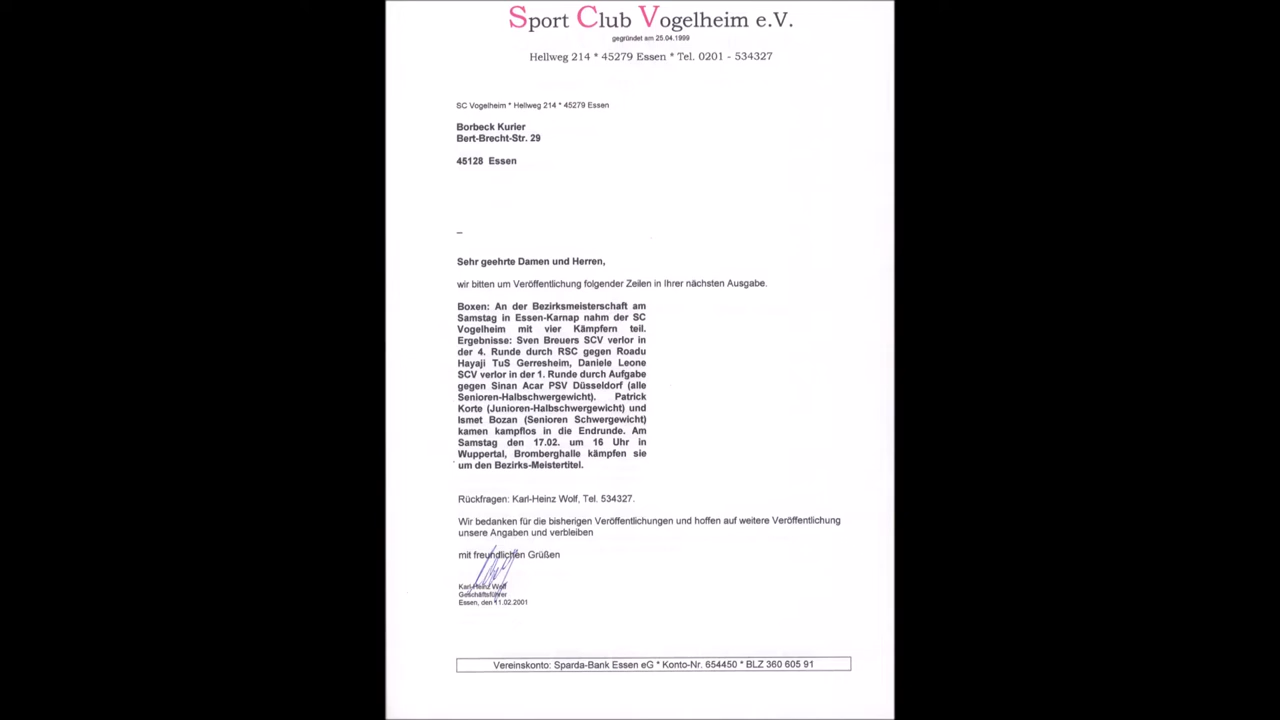 Sport Club Vogelheim e.V.
gegründet am 25.04.1999
Hellweg 214 * 45279 Essen * Tel. 0201 - 534327
SC Vogelheim * Hellweg 214 * 45279 Essen
Borbeck Kurier
Bert-Brecht-Str. 29
45128 Essen
–
Sehr geehrte Damen und Herren,
wir bitten um Veröffentlichung folgender Zeilen in Ihrer nächsten Ausgabe.
Boxen: An der Bezirksmeisterschaft am
Samstag in Essen-Karnap nahm der SC
Vogelheim mit vier Kämpfern teil.
Ergebnisse: Sven Breuers SCV verlor in
der 4. Runde durch RSC gegen Roadu
Hayaji TuS Gerresheim, Daniele Leone
SCV verlor in der 1. Runde durch Aufgabe
gegen Sinan Acar PSV Düsseldorf (alle
Senioren-Halbschwergewicht). Patrick
Korte (Junioren-Halbschwergewicht) und
Ismet Bozan (Senioren Schwergewicht)
kamen kampflos in die Endrunde. Am
Samstag den 17.02. um 16 Uhr in
Wuppertal, Bromberghalle kämpfen sie
um den Bezirks-Meistertitel.
Rückfragen: Karl-Heinz Wolf, Tel. 534327.
Wir bedanken für die bisherigen Veröffentlichungen und hoffen auf weitere Veröffentlichung
unsere Angaben und verbleiben
mit freundlichen Grüßen
Karl-Heinz Wolf
Geschäftsführer
Essen, den 11.02.2001
Vereinskonto: Sparda-Bank Essen eG * Konto-Nr. 654450 * BLZ 360 605 91